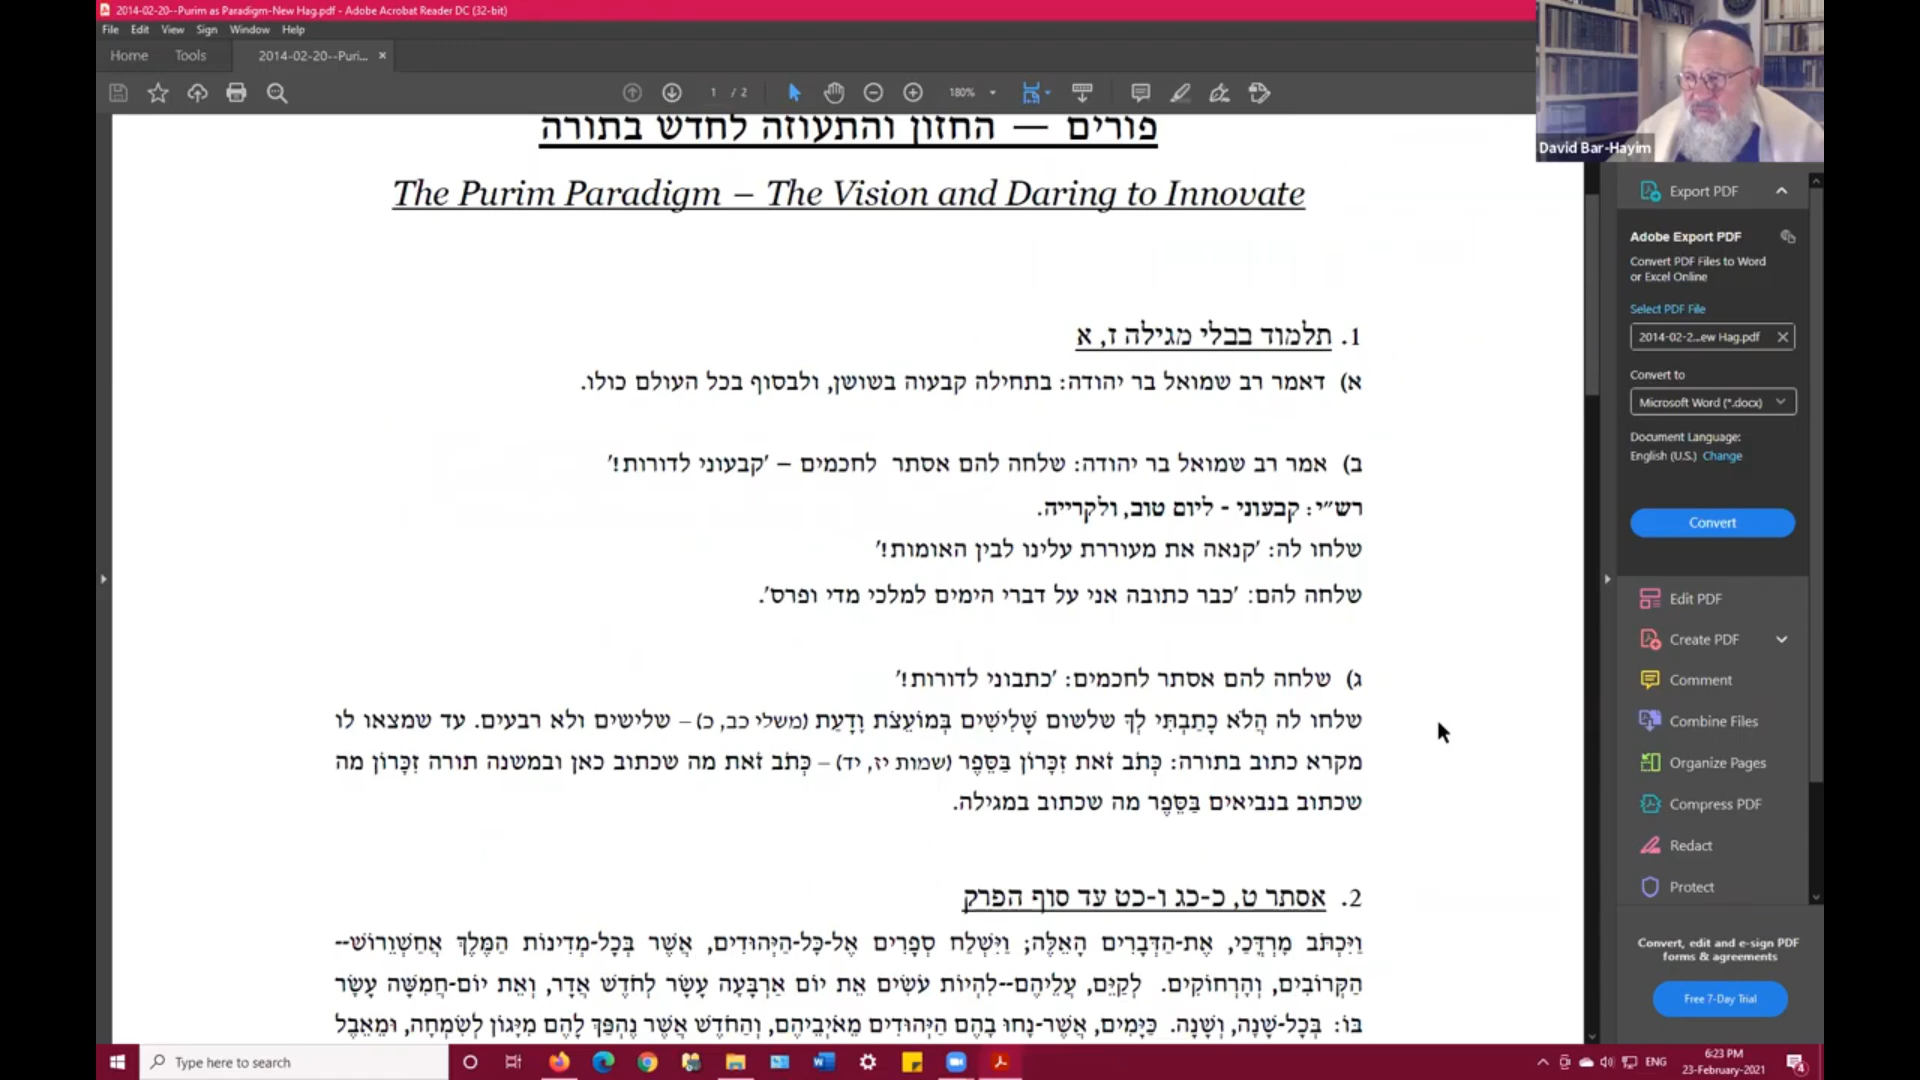 2014-02-20--Purim as Paradigm-New Hag.pdf - Adobe Acrobat Reader DC (32-bit)
File Edit View Sign Window Help
Home Tools 2014-02-20--Puri... ×
1 / 2 180%
David Bar-Hayim
פורים — החזון והתעוזה לחדש בתורה
The Purim Paradigm – The Vision and Daring to Innovate
1. תלמוד בבלי מגילה ז, א
א) דאמר רב שמואל בר יהודה: בתחילה קבעוה בשושן, ולבסוף בכל העולם כולו.
ב) אמר רב שמואל בר יהודה: שלחה להם אסתר לחכמים – 'קבעוני לדורות!'
רש״י: קבעוני - ליום טוב, ולקרייה.
שלחו לה: 'קנאה את מעוררת עלינו לבין האומות!'
שלחה להם: 'כבר כתובה אני על דברי הימים למלכי מדי ופרס'.
ג) שלחה להם אסתר לחכמים: 'כתבוני לדורות!'
שלחו לה הֲלֹא כָתַבְתִּי לְךָ שלשום שָׁלִישִׁים בְּמוֹעֵצֹת וָדָעַת (משלי כב, כ) – שלישים ולא רבעים. עד שמצאו לו
מקרא כתוב בתורה: כְּתֹב זֹאת זִכָּרוֹן בַּסֵּפֶר (שמות יז, יד) – כְּתֹב זֹאת מה שכתוב כאן ובמשנה תורה זִכָּרוֹן מה
שכתוב בנביאים בַּסֵּפֶר מה שכתוב במגילה.
2. אסתר ט, כ-כג ו-כט עד סוף הפרק
וַיִּכְתֹּב מָרְדֳּכַי, אֶת-הַדְּבָרִים הָאֵלֶּה; וַיִּשְׁלַח סְפָרִים אֶל-כָּל-הַיְּהוּדִים, אֲשֶׁר בְּכָל-מְדִינוֹת הַמֶּלֶךְ אֲחַשְׁוֵרוֹשׁ--
הַקְּרוֹבִים, וְהָרְחוֹקִים. לְקַיֵּם, עֲלֵיהֶם--לִהְיוֹת עֹשִׂים אֵת יוֹם אַרְבָּעָה עָשָׂר לְחֹדֶשׁ אֲדָר, וְאֵת יוֹם-חֲמִשָּׁה עָשָׂר
בּוֹ: בְּכָל-שָׁנָה, וְשָׁנָה. כַּיָּמִים, אֲשֶׁר-נָחוּ בָהֶם הַיְּהוּדִים מֵאֹיְבֵיהֶם, וְהַחֹדֶשׁ אֲשֶׁר נֶהְפַּךְ לָהֶם מִיָּגוֹן לְשִׂמְחָה, וּמֵאֵבֶל
Export PDF
Adobe Export PDF
Convert PDF Files to Word
or Excel Online
Select PDF File
2014-02-2...ew Hag.pdf ×
Convert to
Microsoft Word (*.docx)
Document Language:
English (U.S.) Change
Convert
Edit PDF
Create PDF
Comment
Combine Files
Organize Pages
Compress PDF
Redact
Protect
Convert, edit and e-sign PDF
forms & agreements
Free 7-Day Trial
Type here to search
ENG
6:23 PM
23-February-2021
4